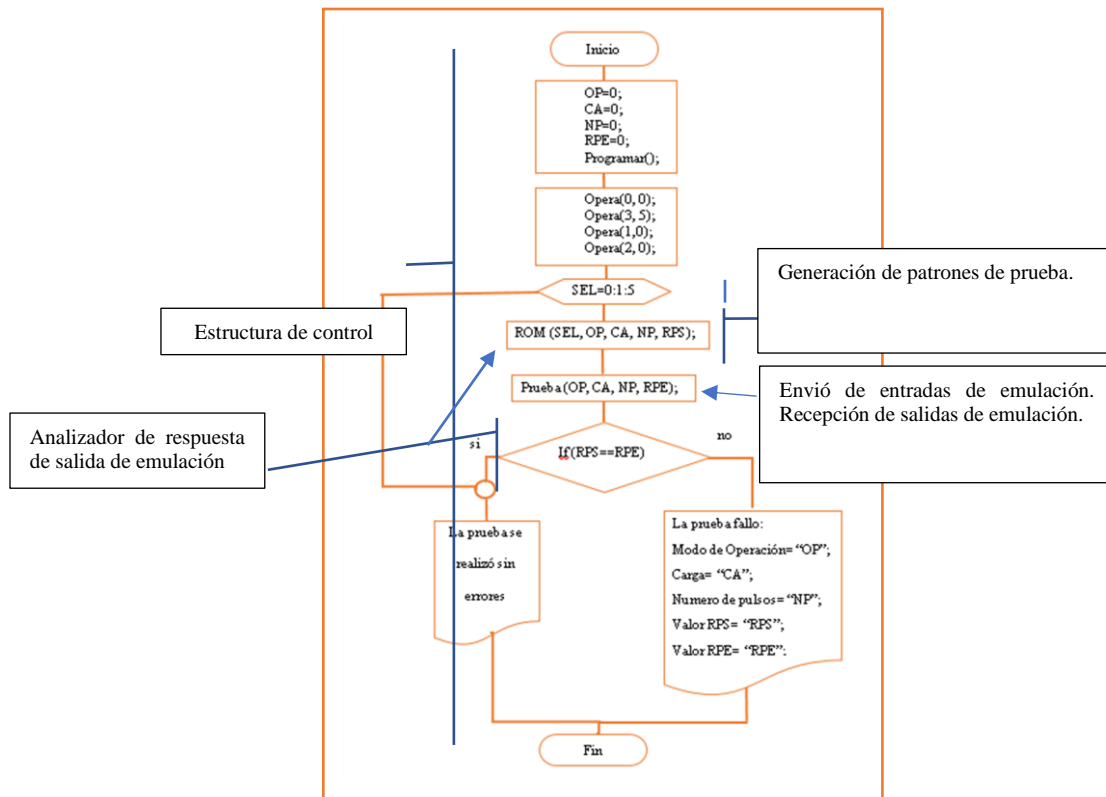 Inicio
OP=0;
CA=0;
NP=0;
RPE=0;
Programar();
Opera(0, 0);
Opera(3, 5);
Opera(1,0);
Opera(2, 0);
SEL=0:1:5
Generación de patrones de prueba.
Estructura de control
ROM (SEL, OP, CA, NP, RPS);
Prueba(OP, CA, NP, RPE);
Envió de entradas de emulación.
Recepción de salidas de emulación.
Analizador de respuesta
de salida de emulación
si
no
If(RPS==RPE)
La prueba se
realizó sin
errores
La prueba fallo:
Modo de Operación= “OP”;
Carga= “CA”;
Numero de pulsos= “NP”;
Valor RPS= “RPS”;
Valor RPE= “RPE”:
Fin